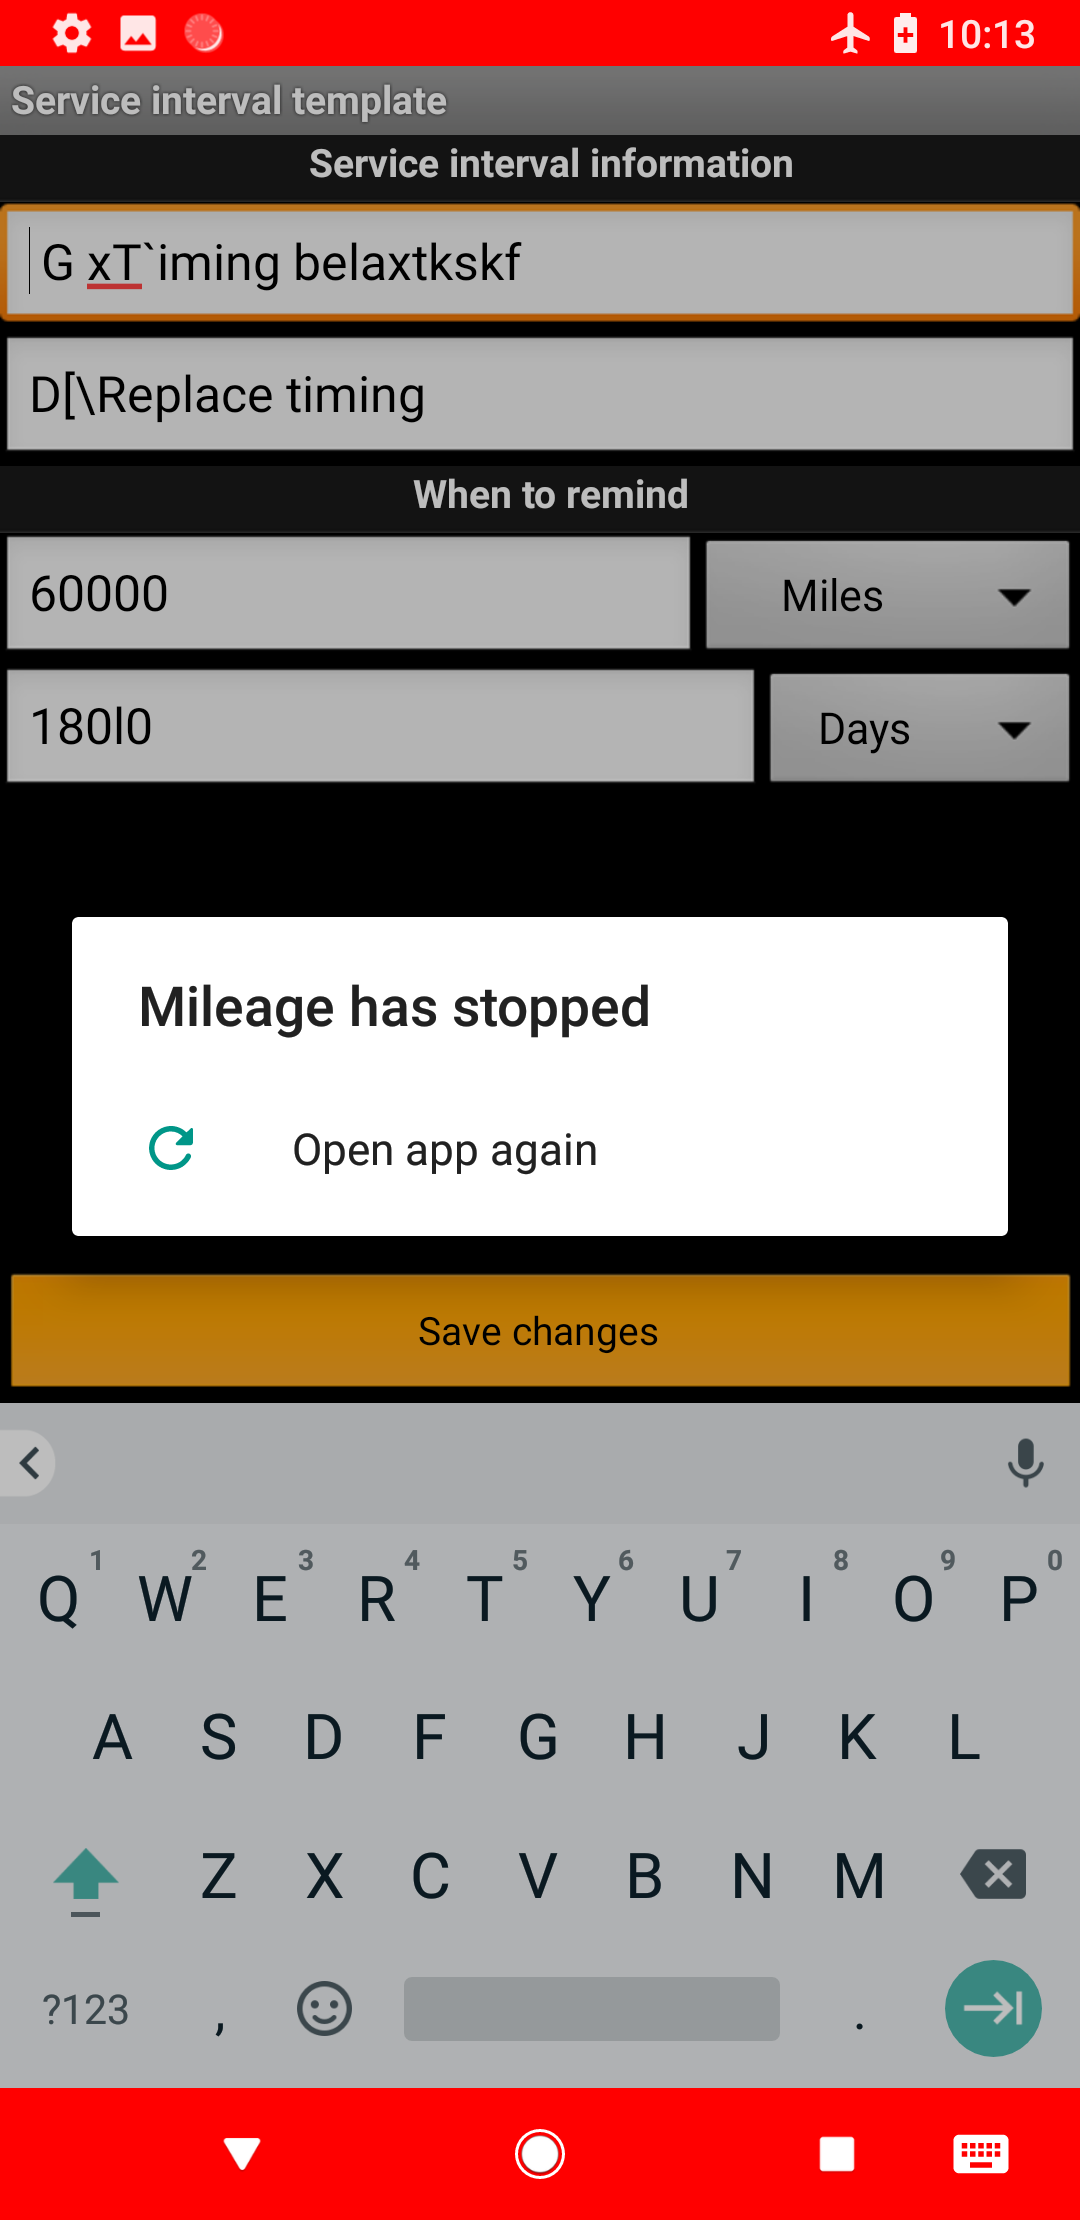 10:13
Service interval template
Service interval information
G xT`iming belaxtkskf
D[\Replace timing
When to remind
60000
Miles
180l0
Days
Mileage has stopped
Open app again
Save changes
1 2 3 4 5 6 7 8 9 0
Q W E R T Y U I O P
A S D F G H J K L
Z X C V B N M
?123 , .